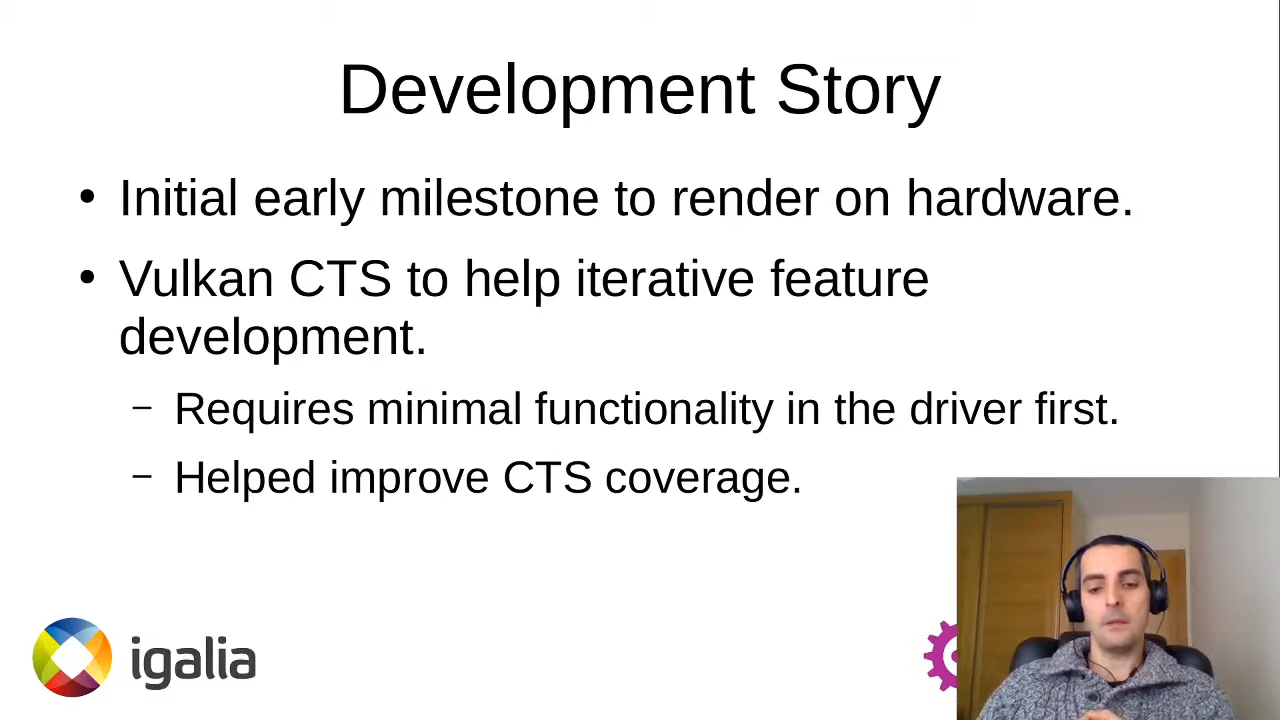 Development Story
• Initial early milestone to render on hardware.
• Vulkan CTS to help iterative feature
development.
– Requires minimal functionality in the driver first.
– Helped improve CTS coverage.
igalia